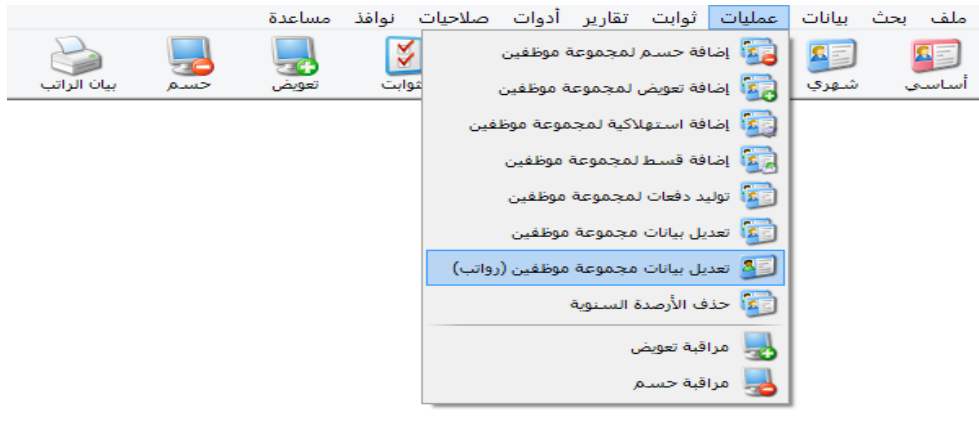 ملف بحث بيانات عمليات ثوابت تقارير أدوات صلاحيات نوافذ مساعدة
أساسي شهري ثوابت تعويض حسم بيان الراتب
إضافة حسم لمجموعة موظفين
إضافة تعويض لمجموعة موظفين
إضافة استهلاكية لمجموعة موظفين
إضافة قسط لمجموعة موظفين
توليد دفعات لمجموعة موظفين
تعديل بيانات مجموعة موظفين
تعديل بيانات مجموعة موظفين (رواتب)
حذف الأرصدة السنوية
مراقبة تعويض
مراقبة حسم